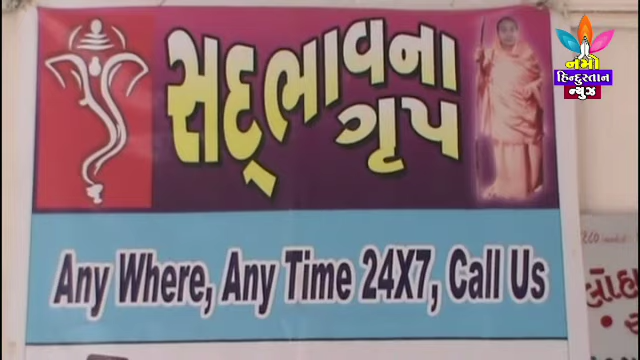 સદ્ભાવના
ગૃપ
Any Where, Any Time 24X7, Call Us
નમો
હિન્દુસ્તાન
ન્યુઝ